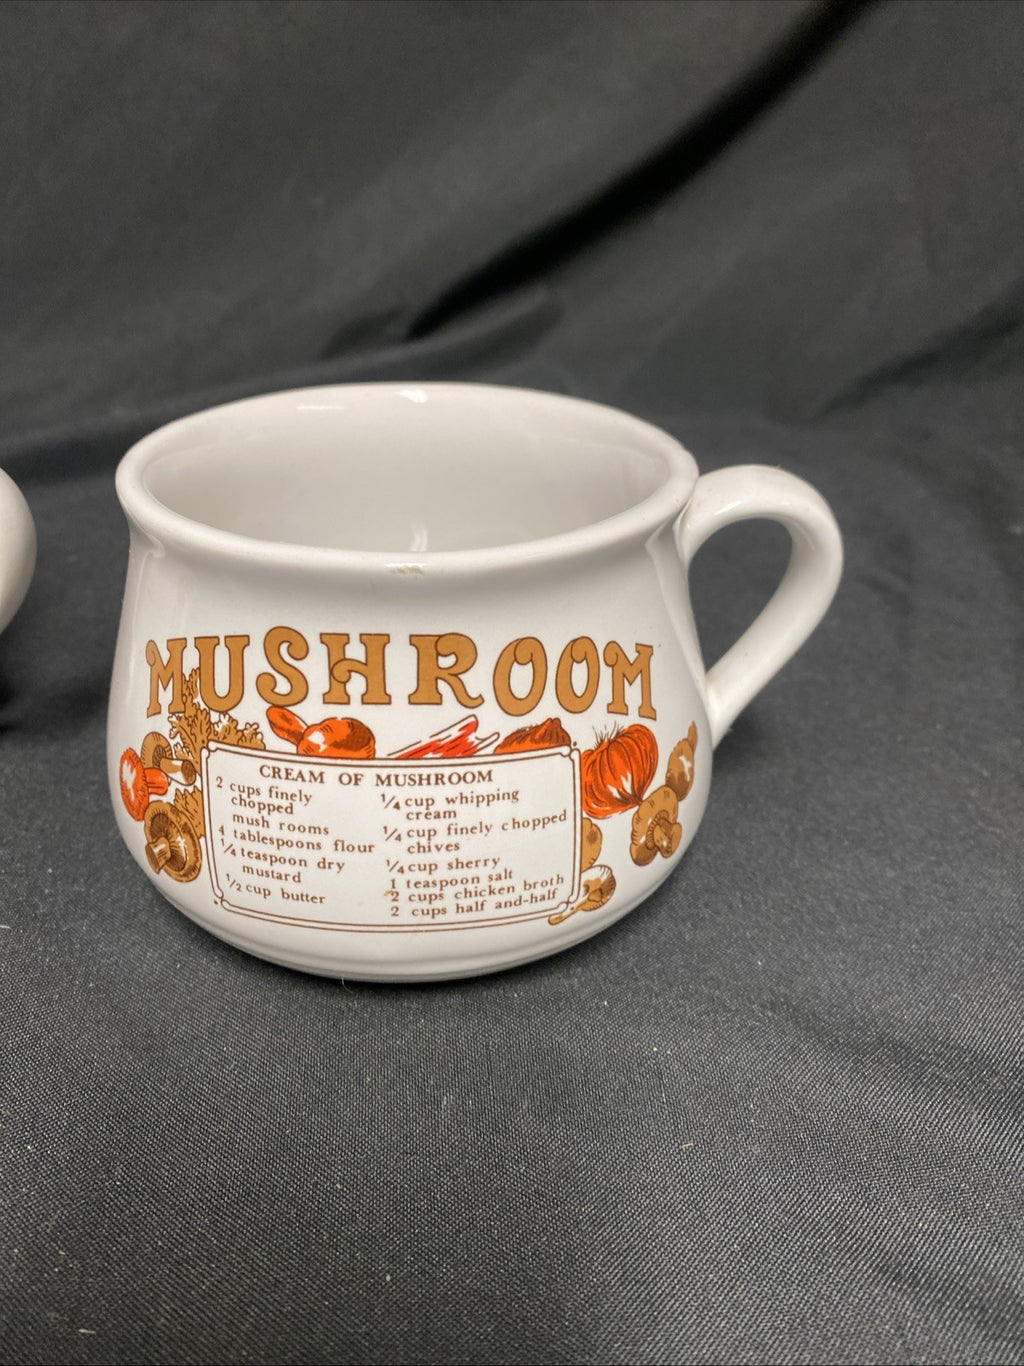 MUSHROOM
CREAM OF MUSHROOM
2 cups finely
chopped
mush rooms
4 tablespoons flour
1/4 teaspoon dry
mustard
1/2 cup butter
1/4 cup whipping
cream
1/4 cup finely chopped
chives
1/4 cup sherry
1 teaspoon salt
2 cups chicken broth
2 cups half and-half